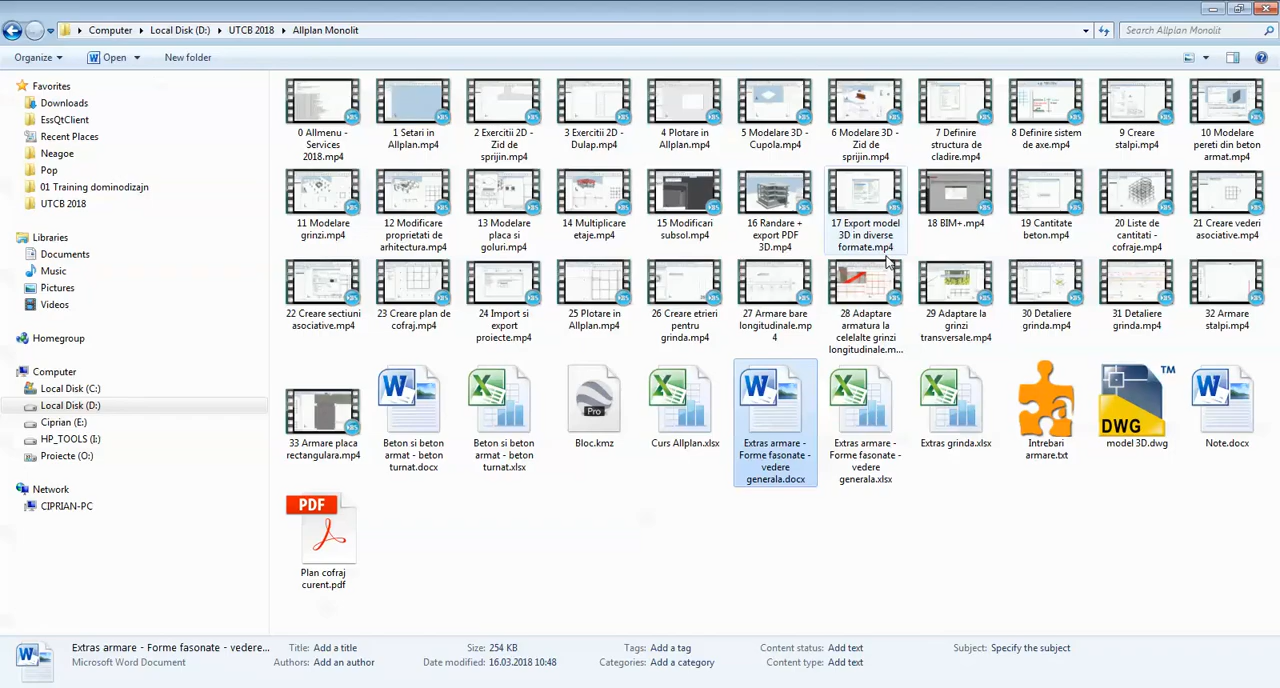 Computer ▸ Local Disk (D:) ▸ UTCB 2018 ▸ Allplan Monolit
Search Allplan Monolit
Organize
Open
New folder
Favorites
Downloads
EssQtClient
Recent Places
Neagoe
Pop
01 Training dominodizajn
UTCB 2018
Libraries
Documents
Music
Pictures
Videos
Homegroup
Computer
Local Disk (C:)
Local Disk (D:)
Ciprian (E:)
HP_TOOLS (I:)
Proiecte (O:)
Network
CIPRIAN-PC
0 Allmenu -
Services
2018.mp4
1 Setari in
Allplan.mp4
2 Exercitii 2D -
Zid de
sprijin.mp4
3 Exercitii 2D -
Dulap.mp4
4 Plotare in
Allplan.mp4
5 Modelare 3D -
Cupola.mp4
6 Modelare 3D -
Zid de
sprijin.mp4
7 Definire
structura de
cladire.mp4
8 Definire sistem
de axe.mp4
9 Creare
stalpi.mp4
10 Modelare
pereti din beton
armat.mp4
11 Modelare
grinzi.mp4
12 Modificare
proprietati de
arhitectura.mp4
13 Modelare
placa si
goluri.mp4
14 Multiplicare
etaje.mp4
15 Modificari
subsol.mp4
16 Randare +
export PDF
3D.mp4
17 Export model
3D in diverse
formate.mp4
18 BIM+.mp4
19 Cantitate
beton.mp4
20 Liste de
cantitati -
cofraje.mp4
21 Creare vederi
asociative.mp4
22 Creare sectiuni
asociative.mp4
23 Creare plan de
cofraj.mp4
24 Import si
export
proiecte.mp4
25 Plotare in
Allplan.mp4
26 Creare etrieri
pentru
grinda.mp4
27 Armare bare
longitudinale.mp
4
28 Adaptare
armatura la
celelalte grinzi
longitudinale.m...
29 Adaptare la
grinzi
transversale.mp4
30 Detaliere
grinda.mp4
31 Detaliere
grinda.mp4
32 Armare
stalpi.mp4
33 Armare placa
rectangulara.mp4
Beton si beton
armat - beton
turnat.docx
Beton si beton
armat - beton
turnat.xlsx
Pro
Bloc.kmz
Curs Allplan.xlsx
Extras armare -
Forme fasonate -
vedere
generala.docx
Extras armare -
Forme fasonate -
vedere
generala.xlsx
Extras grinda.xlsx
Intrebari
armare.txt
TM
DWG
model 3D.dwg
Note.docx
PDF
Plan cofraj
curent.pdf
Extras armare - Forme fasonate - vedere...
Microsoft Word Document
Title: Add a title
Authors: Add an author
Size: 254 KB
Date modified: 16.03.2018 10:48
Tags: Add a tag
Categories: Add a category
Content status: Add text
Content type: Add text
Subject: Specify the subject